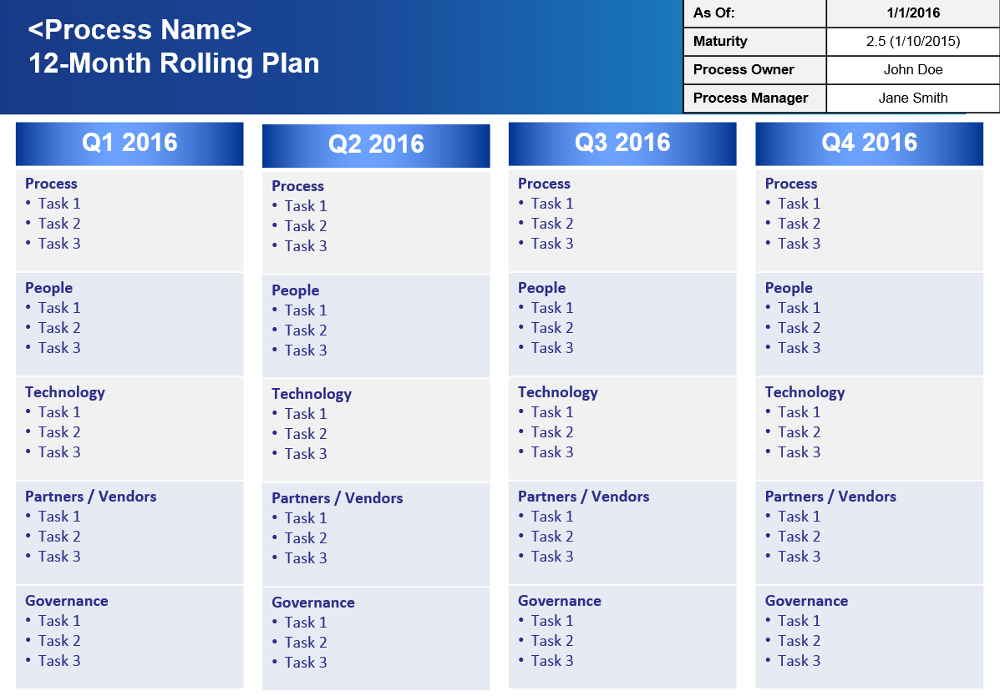 <Process Name>
12-Month Rolling Plan
As Of: 1/1/2016
Maturity 2.5 (1/10/2015)
Process Owner John Doe
Process Manager Jane Smith
Q1 2016
Process
• Task 1
• Task 2
• Task 3
People
• Task 1
• Task 2
• Task 3
Technology
• Task 1
• Task 2
• Task 3
Partners / Vendors
• Task 1
• Task 2
• Task 3
Governance
• Task 1
• Task 2
• Task 3
Q2 2016
Process
• Task 1
• Task 2
• Task 3
People
• Task 1
• Task 2
• Task 3
Technology
• Task 1
• Task 2
• Task 3
Partners / Vendors
• Task 1
• Task 2
• Task 3
Governance
• Task 1
• Task 2
• Task 3
Q3 2016
Process
• Task 1
• Task 2
• Task 3
People
• Task 1
• Task 2
• Task 3
Technology
• Task 1
• Task 2
• Task 3
Partners / Vendors
• Task 1
• Task 2
• Task 3
Governance
• Task 1
• Task 2
• Task 3
Q4 2016
Process
• Task 1
• Task 2
• Task 3
People
• Task 1
• Task 2
• Task 3
Technology
• Task 1
• Task 2
• Task 3
Partners / Vendors
• Task 1
• Task 2
• Task 3
Governance
• Task 1
• Task 2
• Task 3